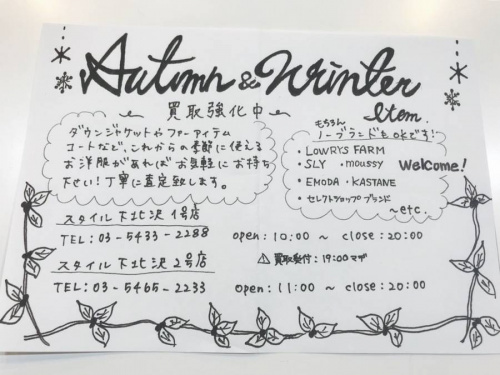 Autumn & Winter
Item.
～買取強化中～
ダウンジャケットやファーアイテム
コートなど、これからの季節に使える
お洋服があればお気軽にお持ち
下さい!丁寧に査定致します。
もちろん
ノーブランドもOKです!
・LOWRYS FARM
・SLY ・moussy
Welcome!
・EMODA ・KASTANE
・セレクトショップブランド
～etc.
スタイル下北沢1号店
TEL:03-5433-2288 open:10:00 ~ close:20:00
⚠買取受付:19:00マデ
スタイル下北沢2号店
TEL:03-5465-2233 open:11:00 ~ close:20:00